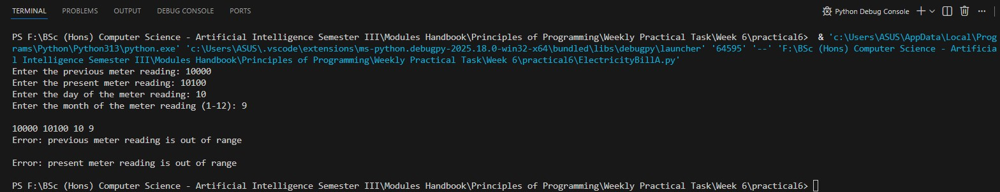 TERMINAL PROBLEMS OUTPUT DEBUG CONSOLE PORTS Python Debug Console
PS F:\BSc (Hons) Computer Science - Artificial Intelligence Semester III\Modules Handbook\Principles of Programming\Weekly Practical Task\Week 6\practical6> & 'c:\Users\ASUS\AppData\Local\Prog
rams\Python\Python313\python.exe' 'c:\Users\ASUS\.vscode\extensions\ms-python.debugpy-2025.18.0-win32-x64\bundled\libs\debugpy\launcher' '64595' '--' 'F:\BSc (Hons) Computer Science - Artificia
l Intelligence Semester III\Modules Handbook\Principles of Programming\Weekly Practical Task\Week 6\practical6\ElectricityBillA.py'
Enter the previous meter reading: 10000
Enter the present meter reading: 10100
Enter the day of the meter reading: 10
Enter the month of the meter reading (1-12): 9
10000 10100 10 9
Error: previous meter reading is out of range
Error: present meter reading is out of range
PS F:\BSc (Hons) Computer Science - Artificial Intelligence Semester III\Modules Handbook\Principles of Programming\Weekly Practical Task\Week 6\practical6>